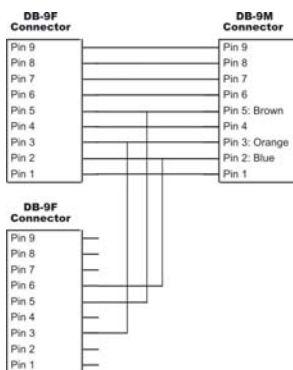 DB-9F
Connector
Pin 9
Pin 8
Pin 7
Pin 6
Pin 5
Pin 4
Pin 3
Pin 2
Pin 1
DB-9M
Connector
Pin 9
Pin 8
Pin 7
Pin 6
Pin 5: Brown
Pin 4
Pin 3: Orange
Pin 2: Blue
Pin 1
DB-9F
Connector
Pin 9
Pin 8
Pin 7
Pin 6
Pin 5
Pin 4
Pin 3
Pin 2
Pin 1